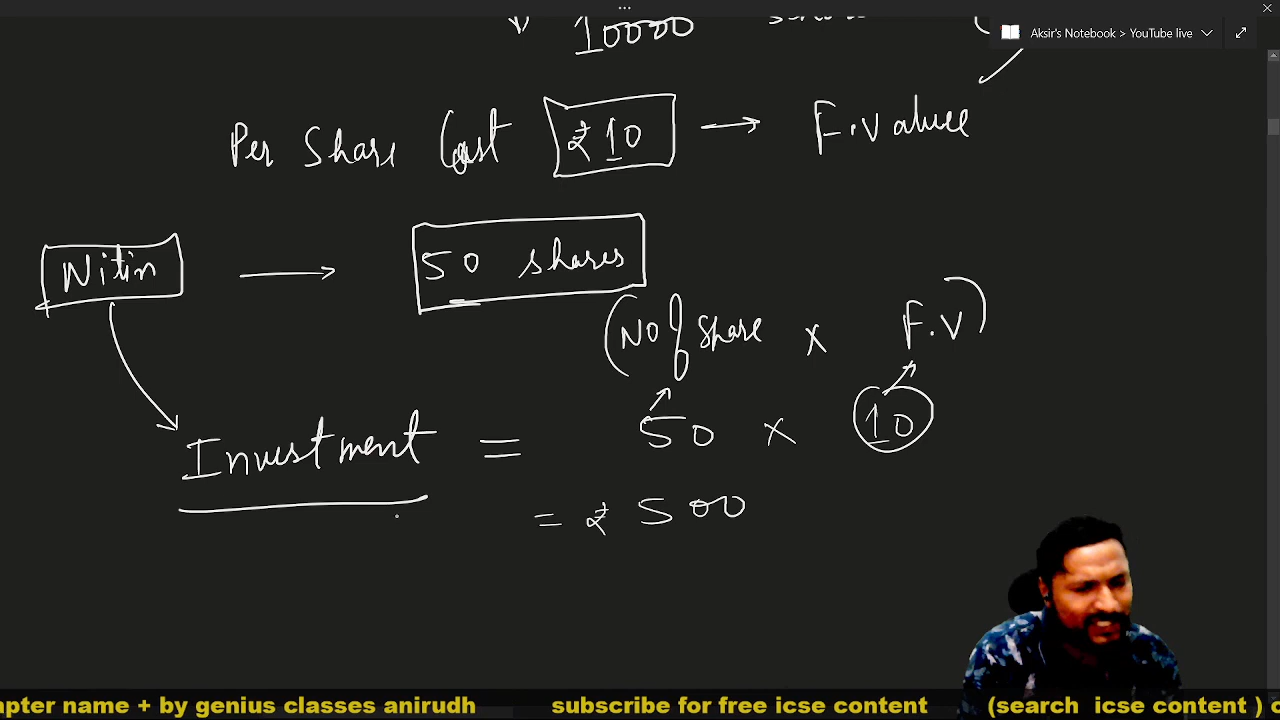 10000
Aksir's Notebook > YouTube live
Per Share Cost ₹10 → F.Value
Nitin → 50 shares
(No of share x F.V)
Investment = 50 x 10
= ₹ 500
apter name + by genius classes anirudh subscribe for free icse content (search icse content )